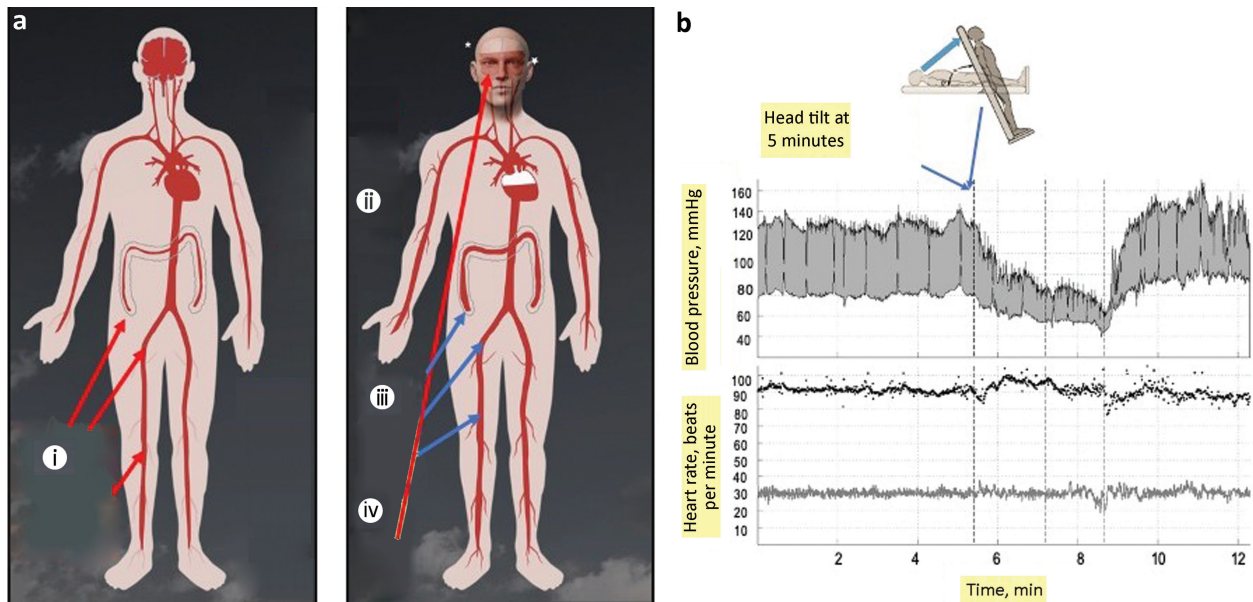 a
i
ii
iii
iv
b
Head tilt at
5 minutes
Blood pressure, mmHg
160
140
120
100
80
60
40
Heart rate, beats
per minute
100
90
80
70
60
50
40
30
20
10
2
4
6
8
10
12
Time, min